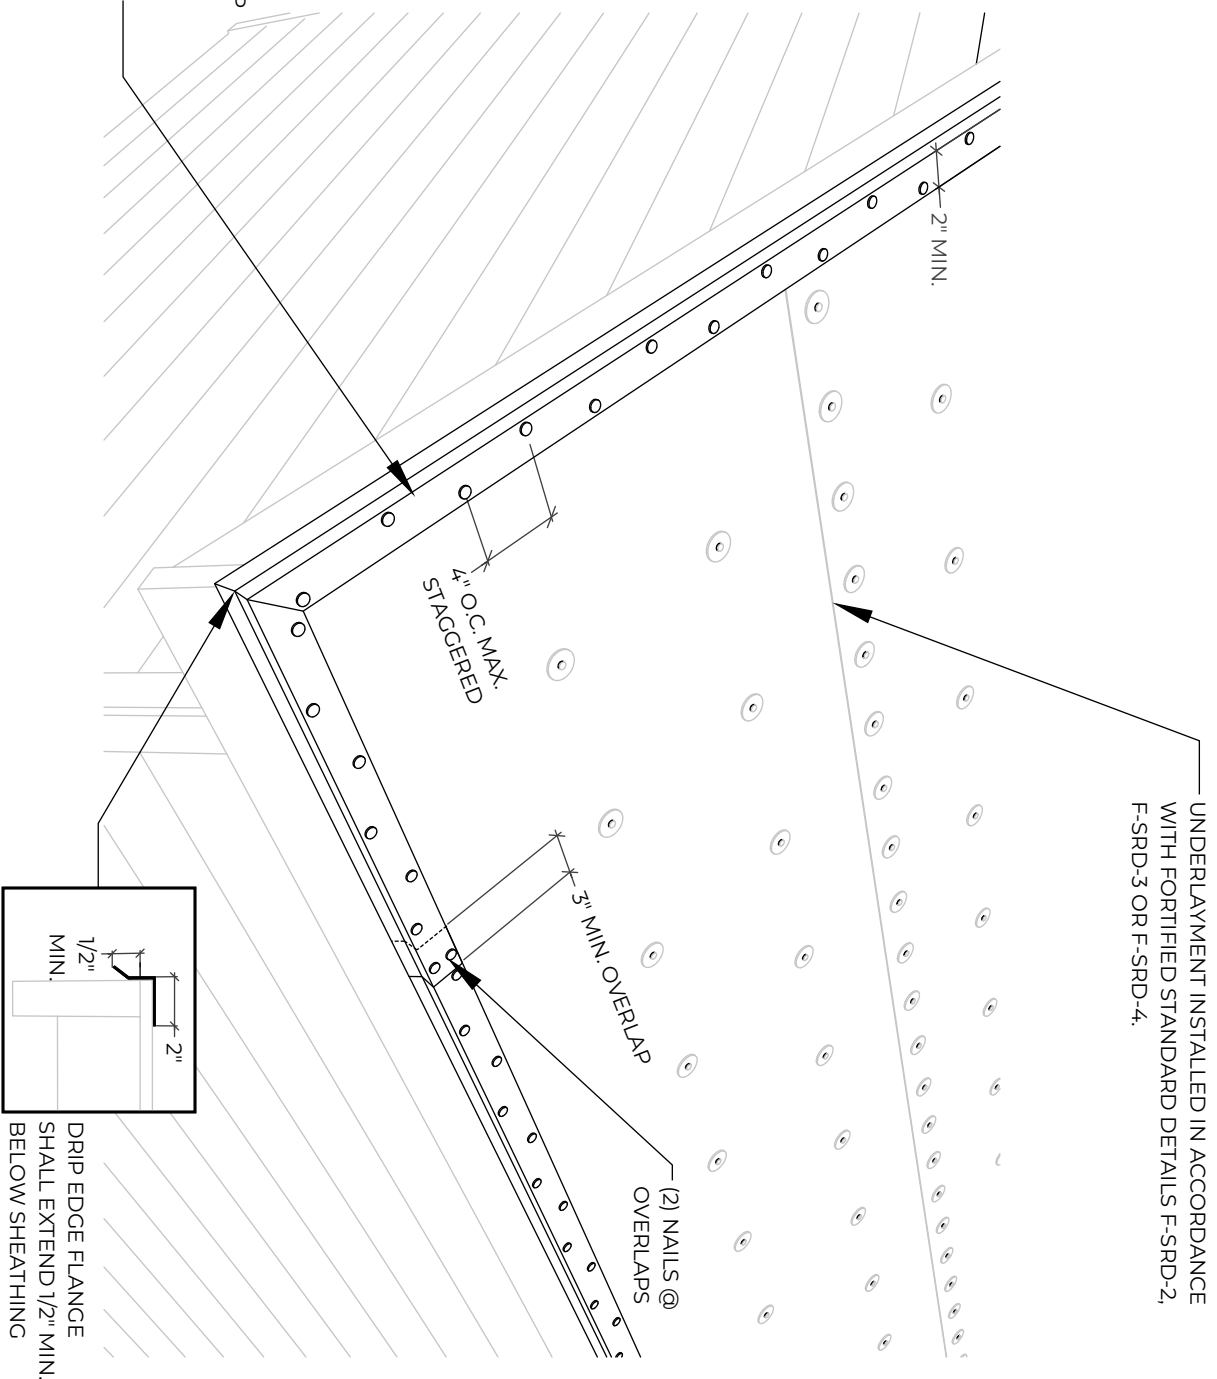 UNDERLAYMENT INSTALLED IN ACCORDANCE
WITH FORTIFIED STANDARD DETAILS F-SRD-2,
F-SRD-3 OR F-SRD-4.
2" MIN.
4" O.C. MAX.
STAGGERED
3" MIN. OVERLAP
(2) NAILS @
OVERLAPS
2"
1/2"
MIN.
DRIP EDGE FLANGE
SHALL EXTEND 1/2" MIN.
BELOW SHEATHING